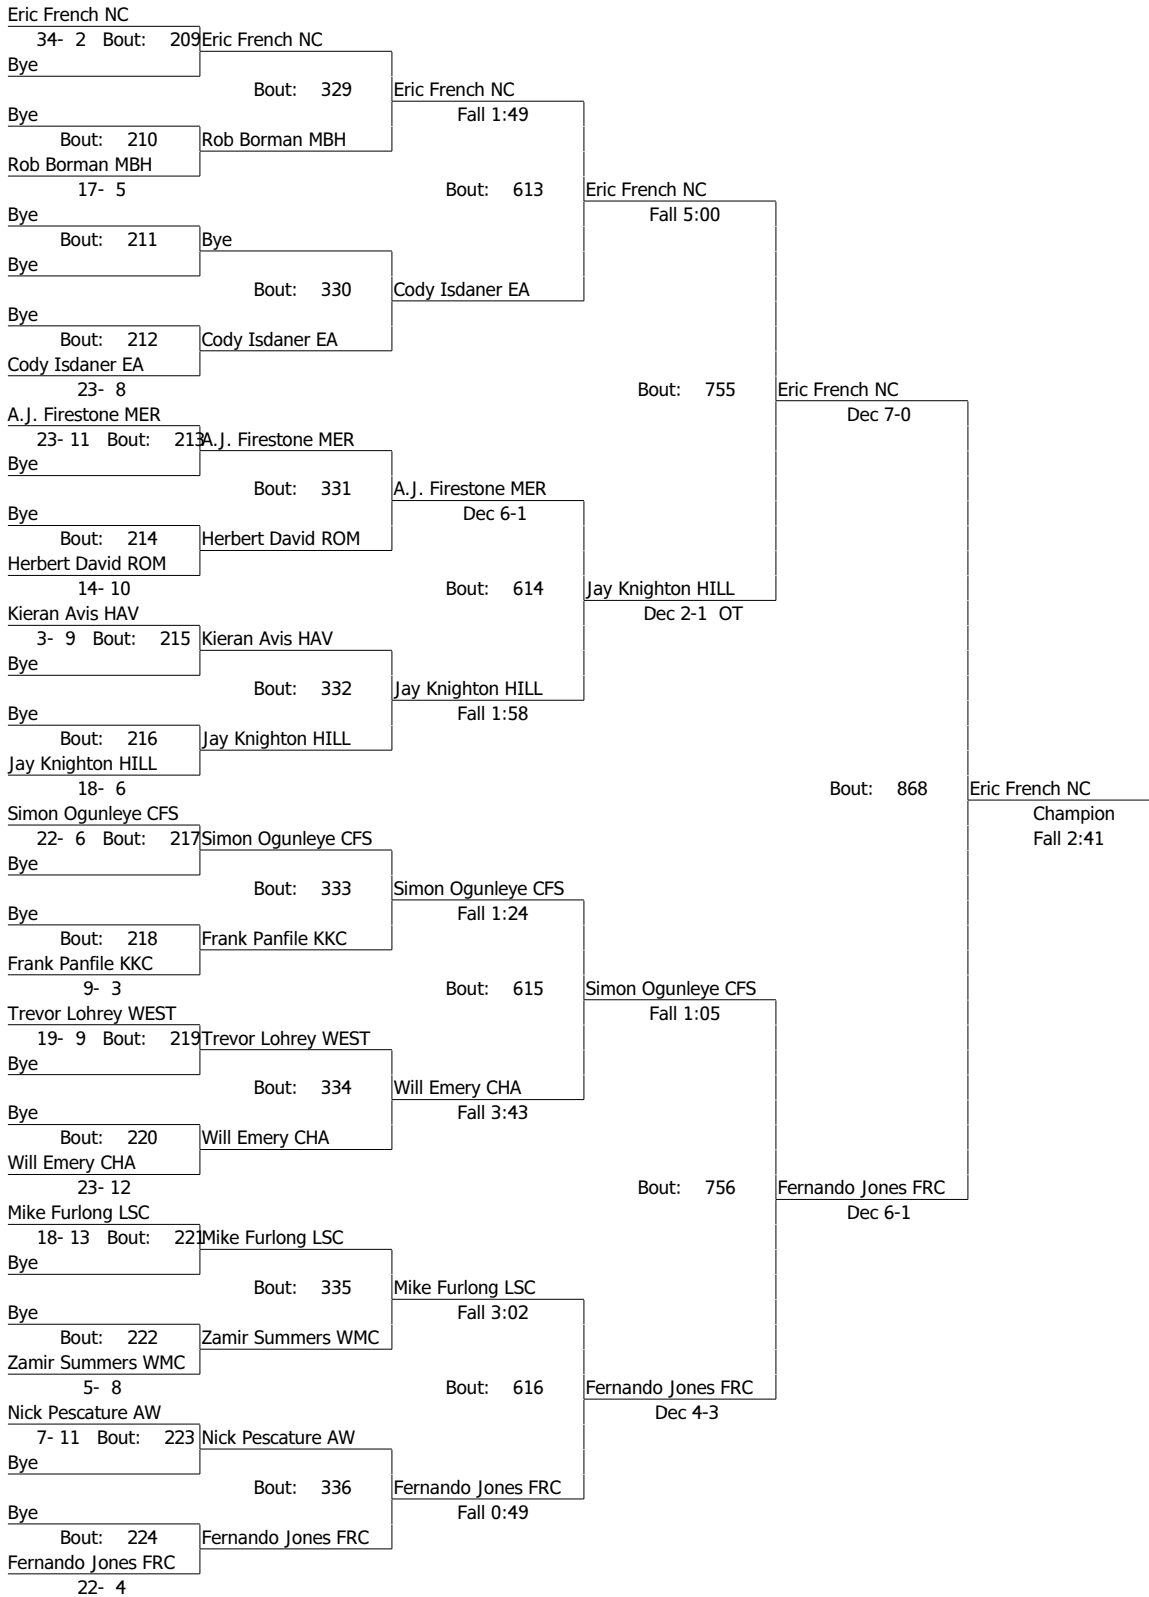 Eric French NC
34- 2 Bout: 209 Eric French NC
Bye
Bout: 329 Eric French NC
Bye Fall 1:49
Bout: 210 Rob Borman MBH
Rob Borman MBH
17- 5 Bout: 613 Eric French NC
Bye Fall 5:00
Bout: 211 Bye
Bye
Bout: 330 Cody Isdaner EA
Bye
Bout: 212 Cody Isdaner EA
Cody Isdaner EA
23- 8 Bout: 755 Eric French NC
A.J. Firestone MER Dec 7-0
23- 11 Bout: 213 A.J. Firestone MER
Bye
Bout: 331 A.J. Firestone MER
Bye Dec 6-1
Bout: 214 Herbert David ROM
Herbert David ROM
14- 10 Bout: 614 Jay Knighton HILL
Kieran Avis HAV Dec 2-1 OT
3- 9 Bout: 215 Kieran Avis HAV
Bye
Bout: 332 Jay Knighton HILL
Bye Fall 1:58
Bout: 216 Jay Knighton HILL
Jay Knighton HILL
18- 6 Bout: 868 Eric French NC
Simon Ogunleye CFS Champion
22- 6 Bout: 217 Simon Ogunleye CFS Fall 2:41
Bye
Bout: 333 Simon Ogunleye CFS
Bye Fall 1:24
Bout: 218 Frank Panfile KKC
Frank Panfile KKC
9- 3 Bout: 615 Simon Ogunleye CFS
Trevor Lohrey WEST Fall 1:05
19- 9 Bout: 219 Trevor Lohrey WEST
Bye
Bout: 334 Will Emery CHA
Bye Fall 3:43
Bout: 220 Will Emery CHA
Will Emery CHA
23- 12 Bout: 756 Fernando Jones FRC
Mike Furlong LSC Dec 6-1
18- 13 Bout: 221 Mike Furlong LSC
Bye
Bout: 335 Mike Furlong LSC
Bye Fall 3:02
Bout: 222 Zamir Summers WMC
Zamir Summers WMC
5- 8 Bout: 616 Fernando Jones FRC
Nick Pescature AW Dec 4-3
7- 11 Bout: 223 Nick Pescature AW
Bye
Bout: 336 Fernando Jones FRC
Bye Fall 0:49
Bout: 224 Fernando Jones FRC
Fernando Jones FRC
22- 4